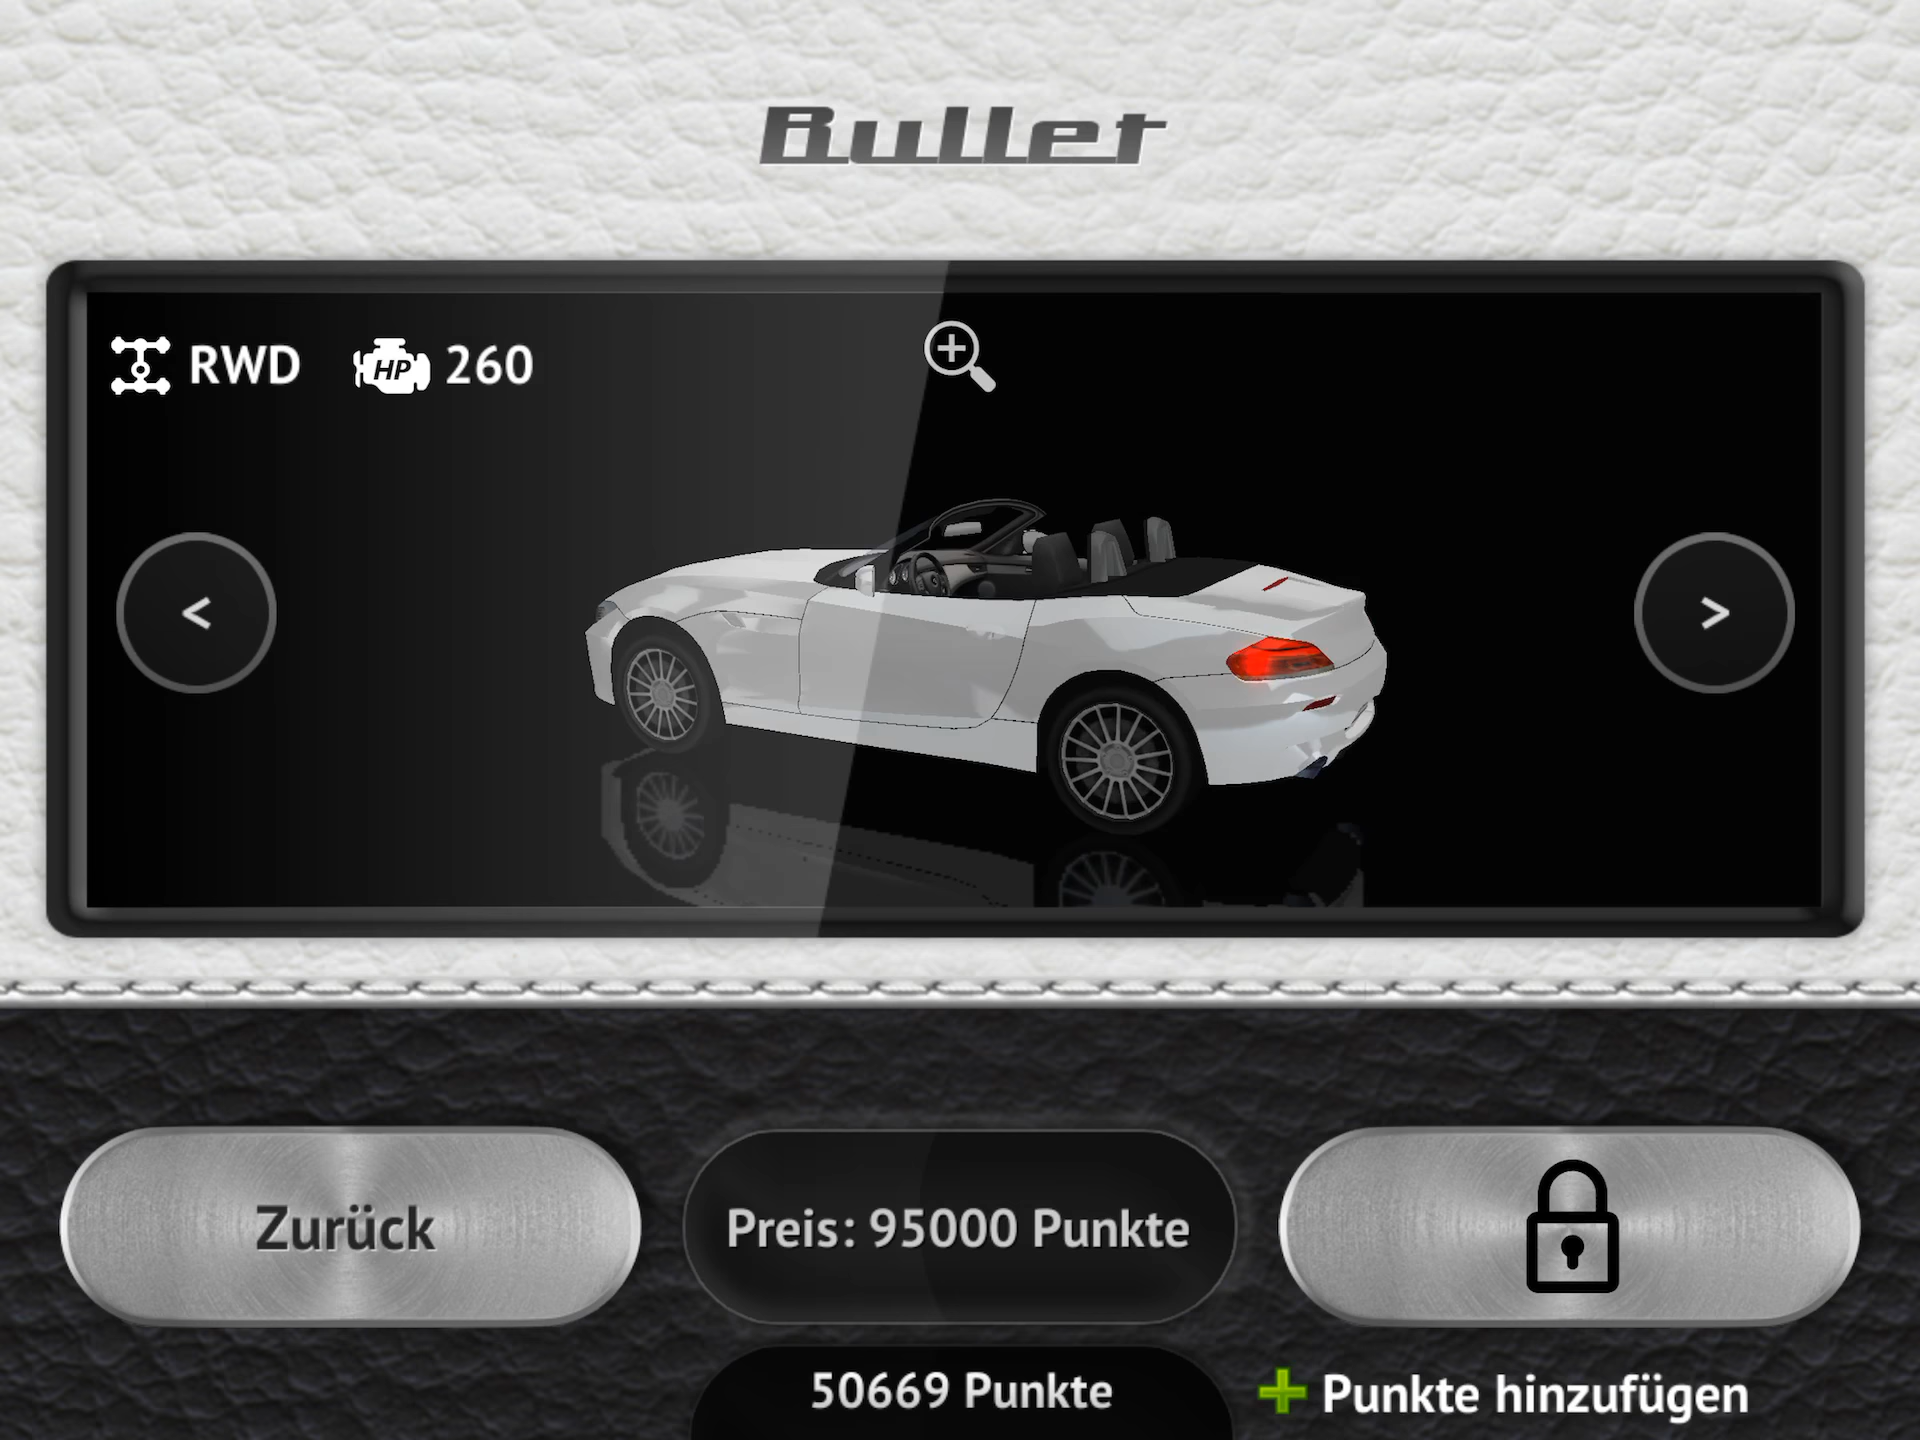 Bullet
RWD HP 260
< >
Zurück
Preis: 95000 Punkte
50669 Punkte
Punkte hinzufügen